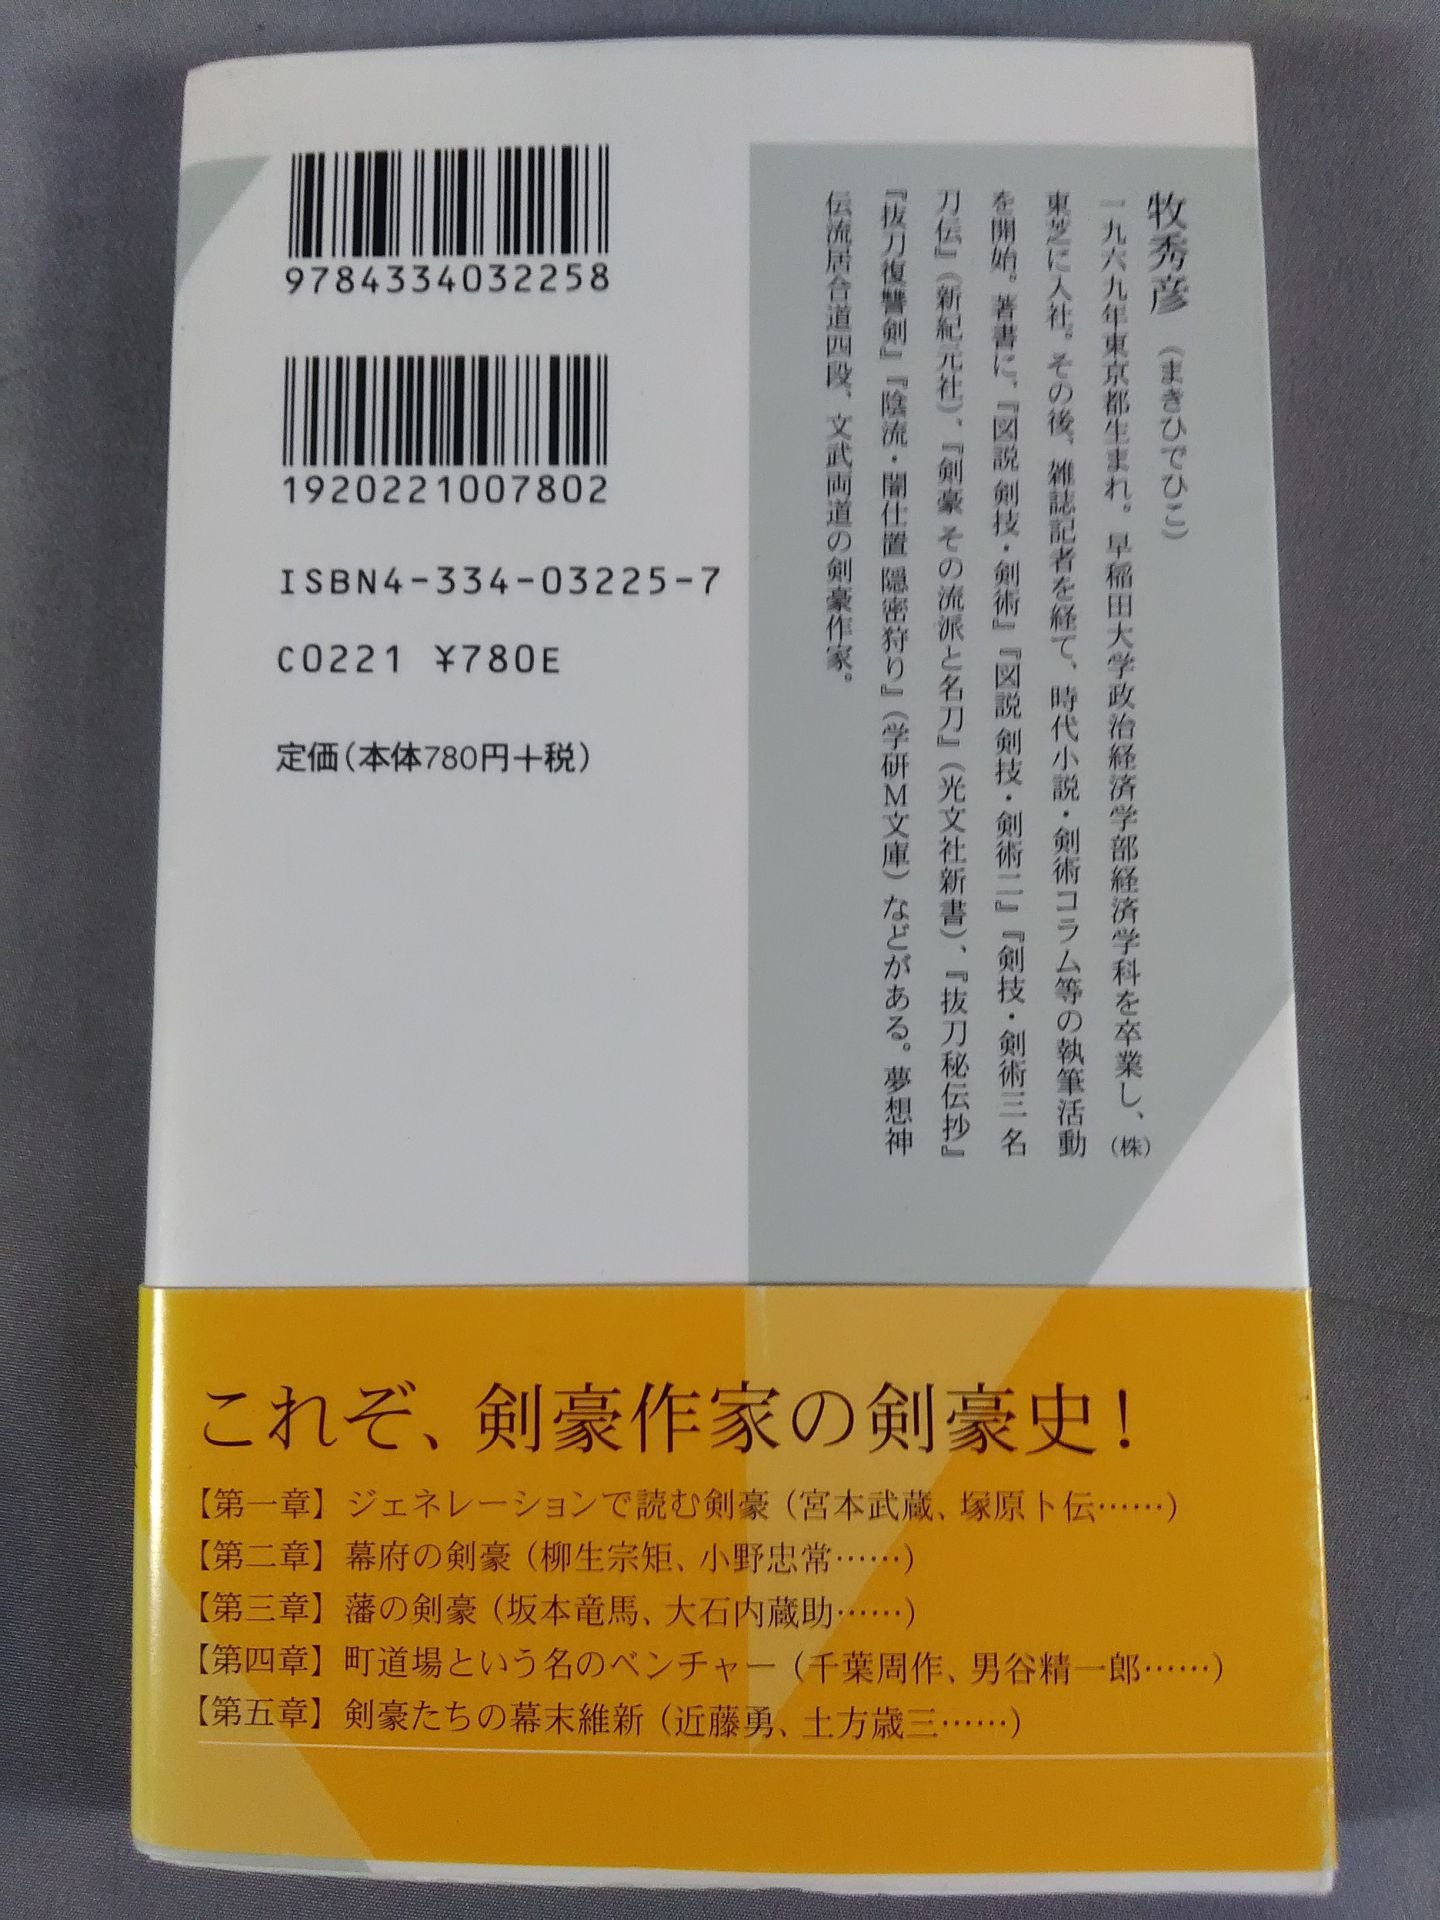 牧秀彦（まきひでひこ）
一九六九年東京都生まれ。早稲田大学政治経済学部経済学科を卒業し、（株）
東芝に入社。その後、雑誌記者を経て、時代小説・剣術コラム等の執筆活動
を開始。著書に、『図説 剣技・剣術』『図説 剣技・剣術二』『剣技・剣術三 名
刀伝』（新紀元社）、『剣豪 その流派と名刀』（光文社新書）、『抜刀秘伝抄』
『抜刀復讐剣』『陰流・闇仕置 隠密狩り』（学研M文庫）などがある。夢想神
伝流居合道四段、文武両道の剣豪作家。
9784334032258
1920221007802
ISBN4-334-03225-7
C0221 ¥780E
定価（本体780円＋税）
これぞ、剣豪作家の剣豪史！
【第一章】ジェネレーションで読む剣豪（宮本武蔵、塚原卜伝……）
【第二章】幕府の剣豪（柳生宗矩、小野忠常……）
【第三章】藩の剣豪（坂本竜馬、大石内蔵助……）
【第四章】町道場という名のベンチャー（千葉周作、男谷精一郎……）
【第五章】剣豪たちの幕末維新（近藤勇、土方歳三……）